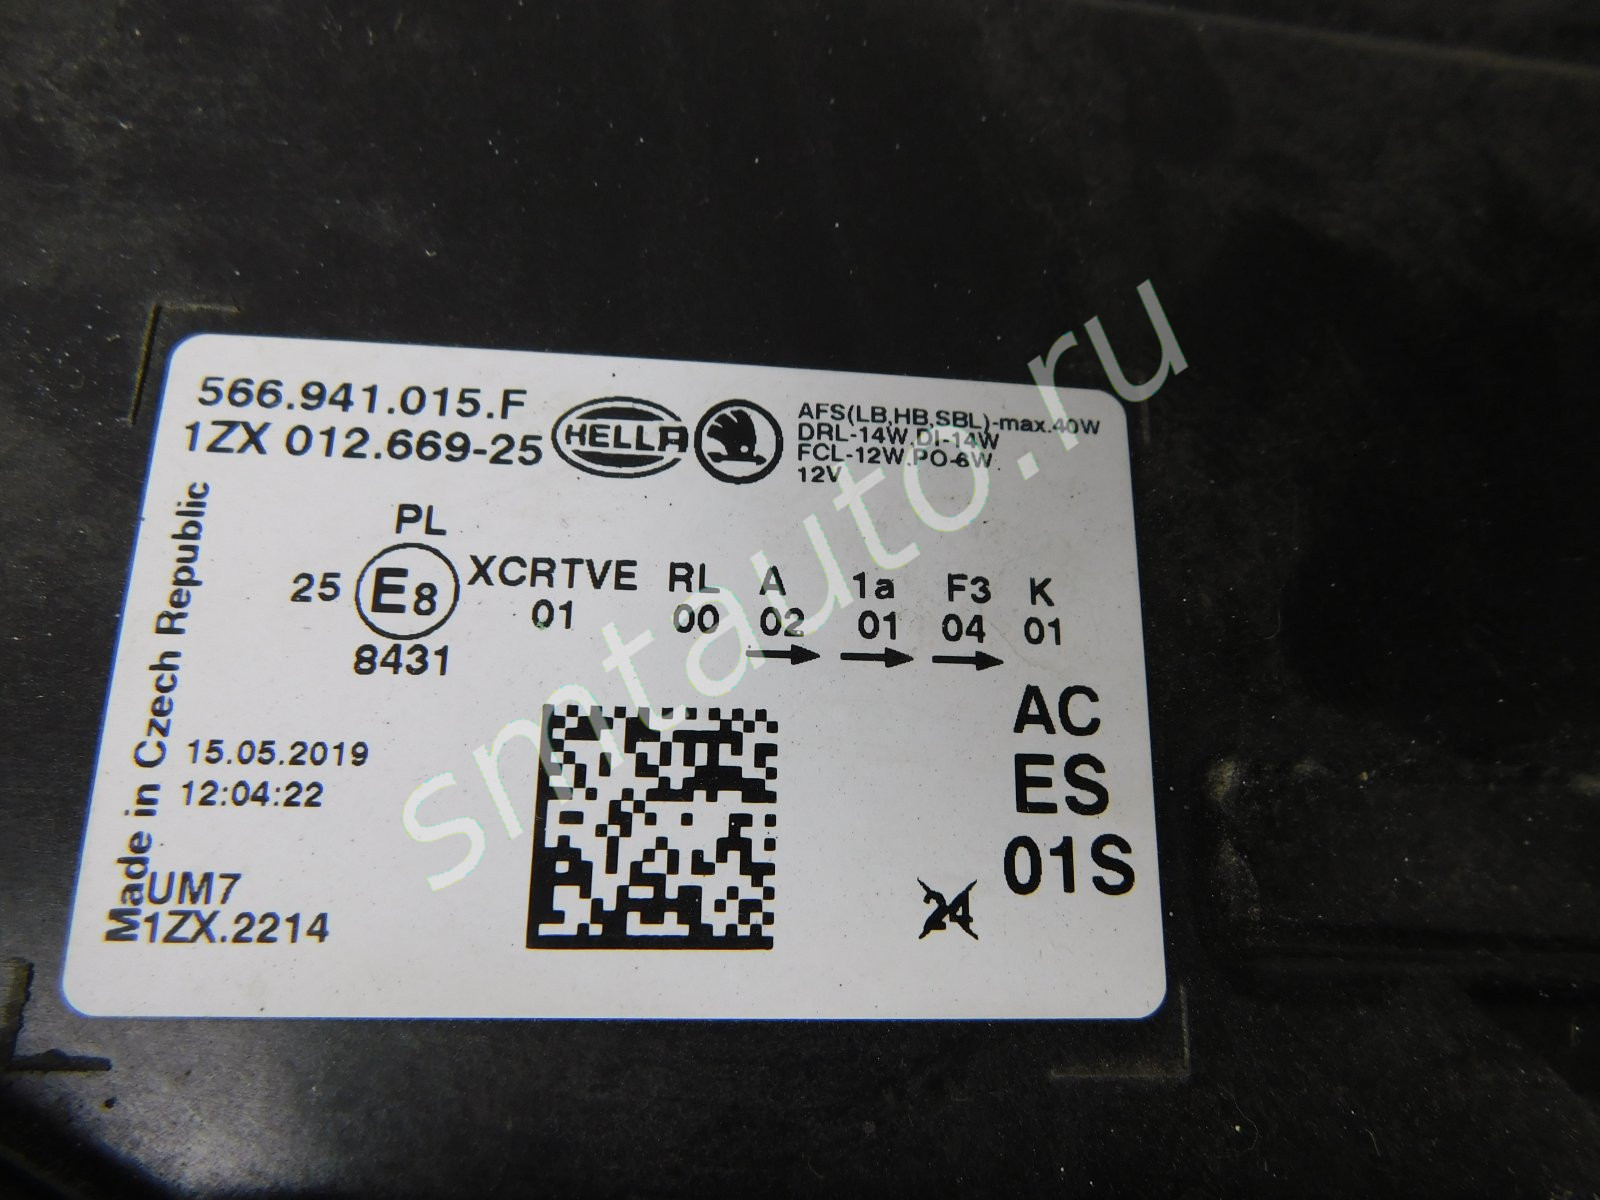 566.941.015.F
1ZX 012.669-25
HELLA
AFS(LB,HB,SBL)-max.40W
DRL-14W,DI-14W
FCL-12W,PO-6W
12V
Made in Czech Republic
PL
25 E8 XCRTVE RL A 1a F3 K
01 00 02 01 04 01
8431
AC
ES
01S
15.05.2019
12:04:22
UM7
1ZX.2214
24
smtauto.ru